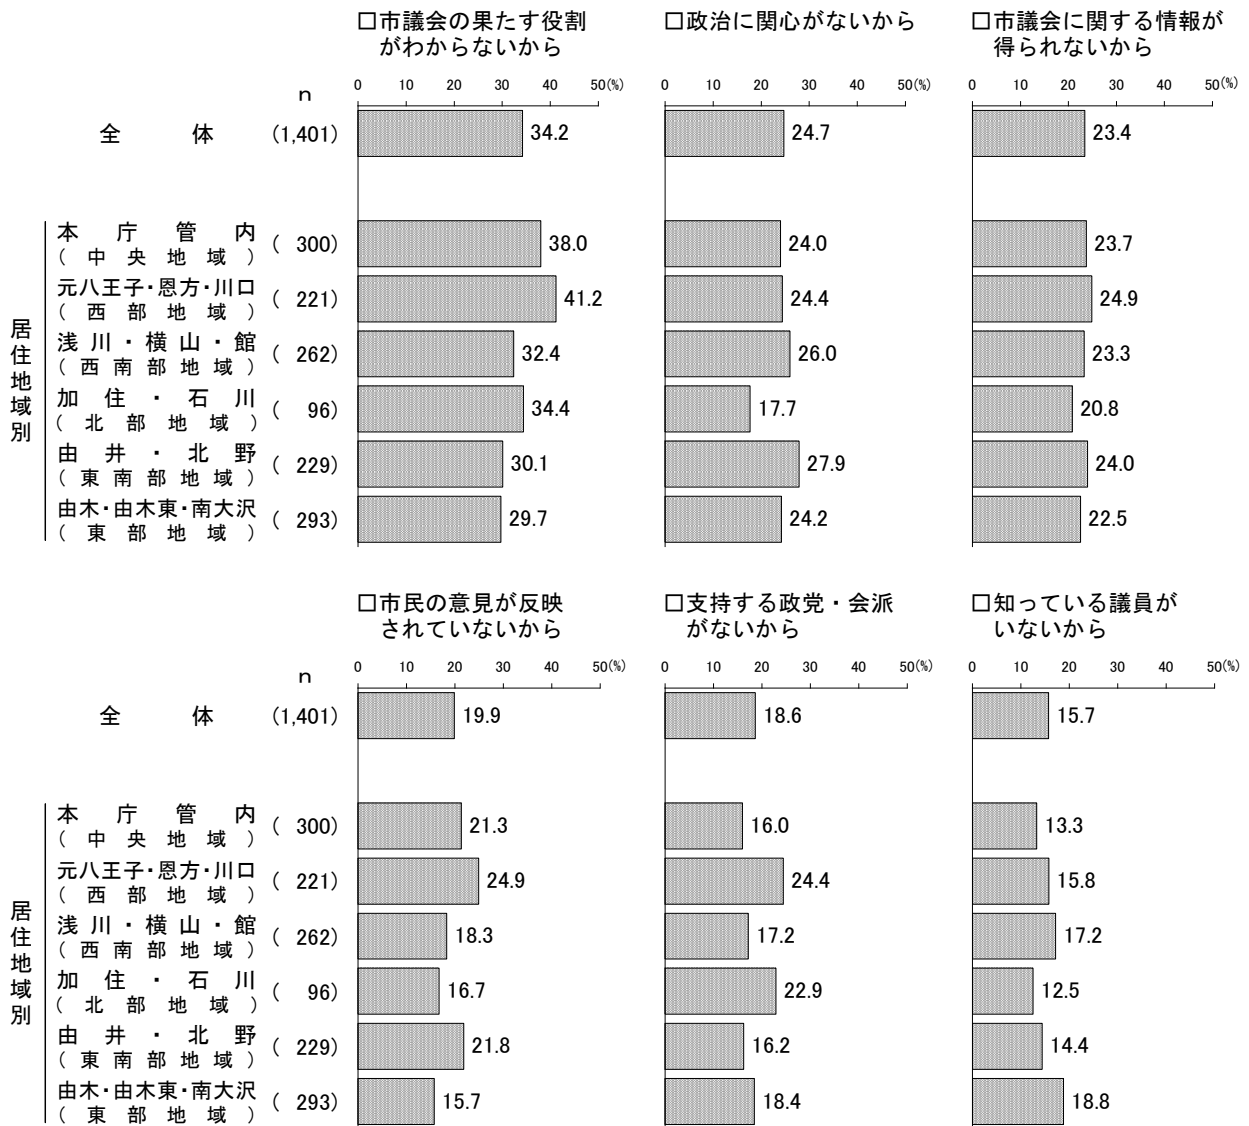 □市議会の果たす役割
がわからないから
□政治に関心がないから
□市議会に関する情報が
得られないから
0 10 20 30 40 50(%)
0 10 20 30 40 50(%)
0 10 20 30 40 50(%)
n
全体 (1,401) 34.2 24.7 23.4
居住地域別
本庁管内
(中央地域) ( 300) 38.0 24.0 23.7
元八王子・恩方・川口
(西部地域) ( 221) 41.2 24.4 24.9
浅川・横山・館
(西南部地域) ( 262) 32.4 26.0 23.3
加住・石川
(北部地域) ( 96) 34.4 17.7 20.8
由井・北野
(東南部地域) ( 229) 30.1 27.9 24.0
由木・由木東・南大沢
(東部地域) ( 293) 29.7 24.2 22.5
□市民の意見が反映
されていないから
□支持する政党・会派
がないから
□知っている議員が
いないから
0 10 20 30 40 50(%)
0 10 20 30 40 50(%)
0 10 20 30 40 50(%)
n
全体 (1,401) 19.9 18.6 15.7
居住地域別
本庁管内
(中央地域) ( 300) 21.3 16.0 13.3
元八王子・恩方・川口
(西部地域) ( 221) 24.9 24.4 15.8
浅川・横山・館
(西南部地域) ( 262) 18.3 17.2 17.2
加住・石川
(北部地域) ( 96) 16.7 22.9 12.5
由井・北野
(東南部地域) ( 229) 21.8 16.2 14.4
由木・由木東・南大沢
(東部地域) ( 293) 15.7 18.4 18.8